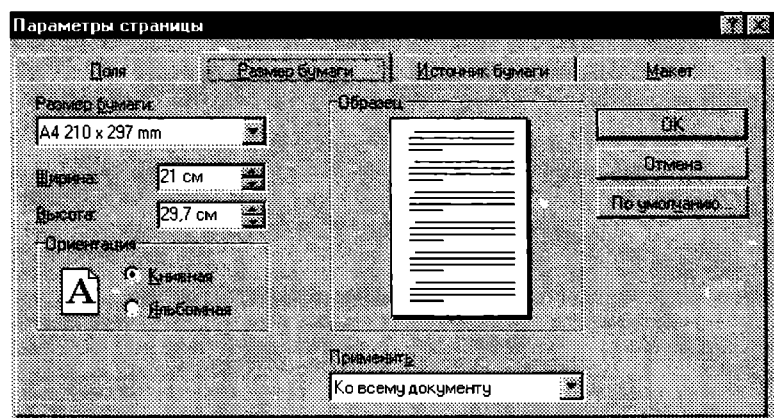 Параметры страницы
Поля
Размер бумаги
Источник бумаги
Макет
Размер бумаги:
A4 210 x 297 mm
Ширина:
21 см
Высота:
29,7 см
Ориентация
A
Книжная
Альбомная
Образец
OK
Отмена
По умолчанию...
Применить:
Ко всему документу